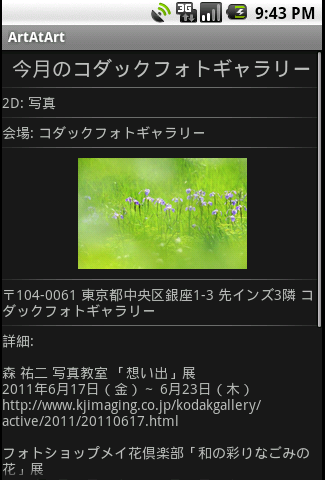 3G
9:43 PM
ArtAtArt
今月のコダックフォトギャラリー
2D: 写真
会場: コダックフォトギャラリー
〒104-0061 東京都中央区銀座1-3 先インズ3隣 コ
ダックフォトギャラリー
詳細:
森 祐二 写真教室 「想い出」展
2011年6月17日（金）~ 6月23日（木）
http://www.kjimaging.co.jp/kodakgallery/
active/2011/20110617.html
フォトショップメイ花倶楽部「和の彩りなごみの
花」展